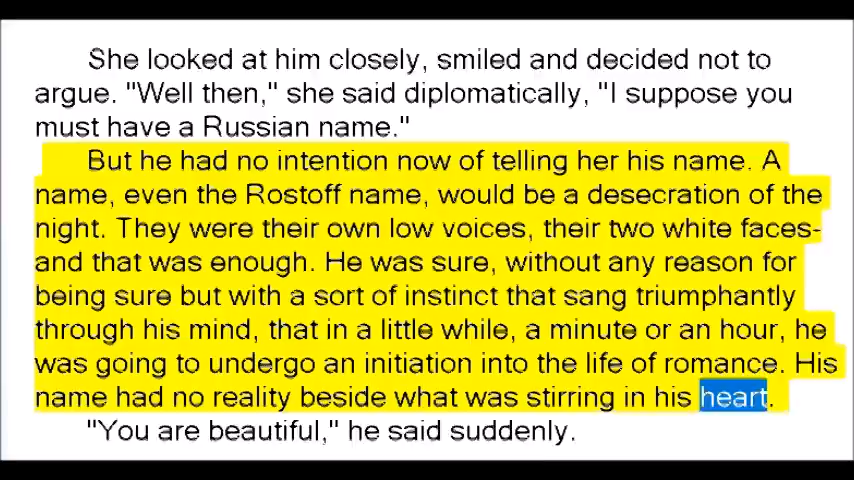 She looked at him closely, smiled and decided not to
argue. "Well then," she said diplomatically, "I suppose you
must have a Russian name."
But he had no intention now of telling her his name. A
name, even the Rostoff name, would be a desecration of the
night. They were their own low voices, their two white faces-
and that was enough. He was sure, without any reason for
being sure but with a sort of instinct that sang triumphantly
through his mind, that in a little while, a minute or an hour, he
was going to undergo an initiation into the life of romance. His
name had no reality beside what was stirring in his heart.
"You are beautiful," he said suddenly.